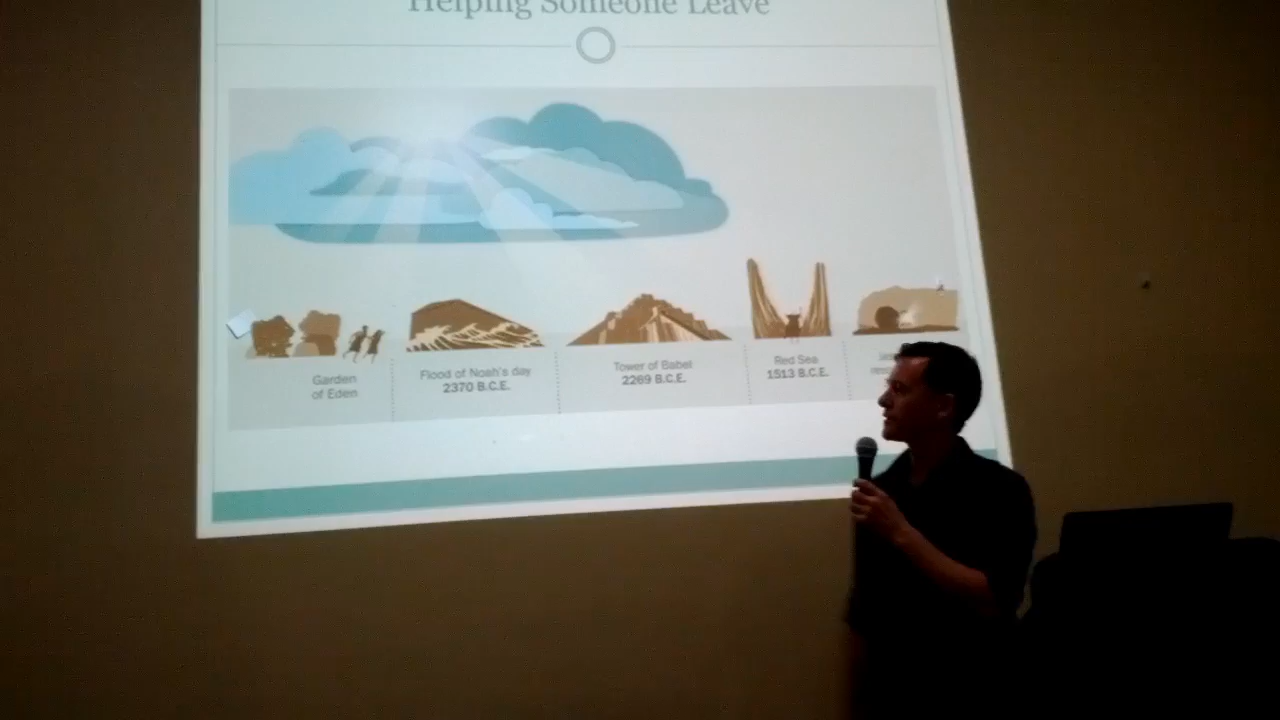 Helping Someone Leave
Garden
of Eden
Flood of Noah's day
2370 B.C.E.
Tower of Babel
2269 B.C.E.
Red Sea
1513 B.C.E.